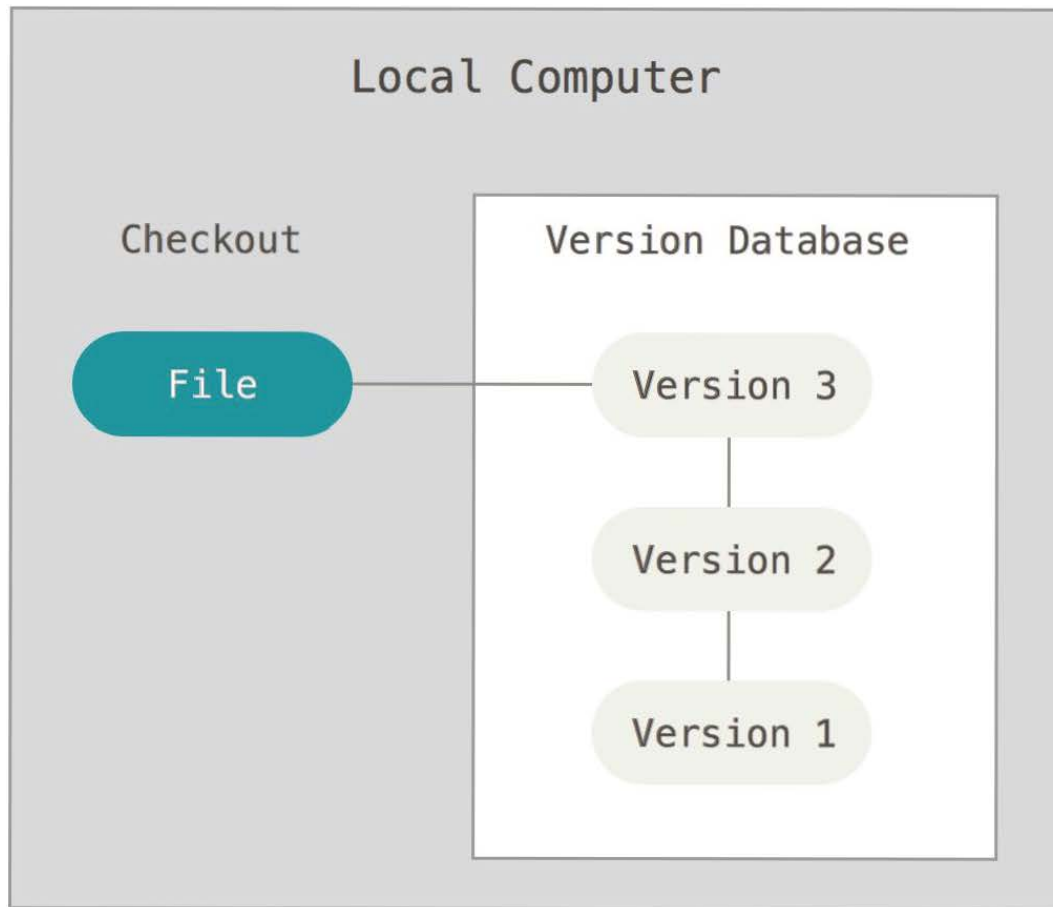 Local Computer
Checkout
Version Database
File
Version 3
Version 2
Version 1